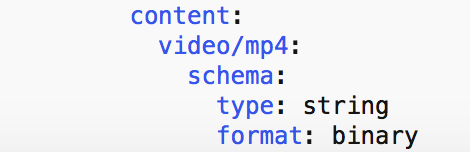 content:
video/mp4:
schema:
type: string
format: binary